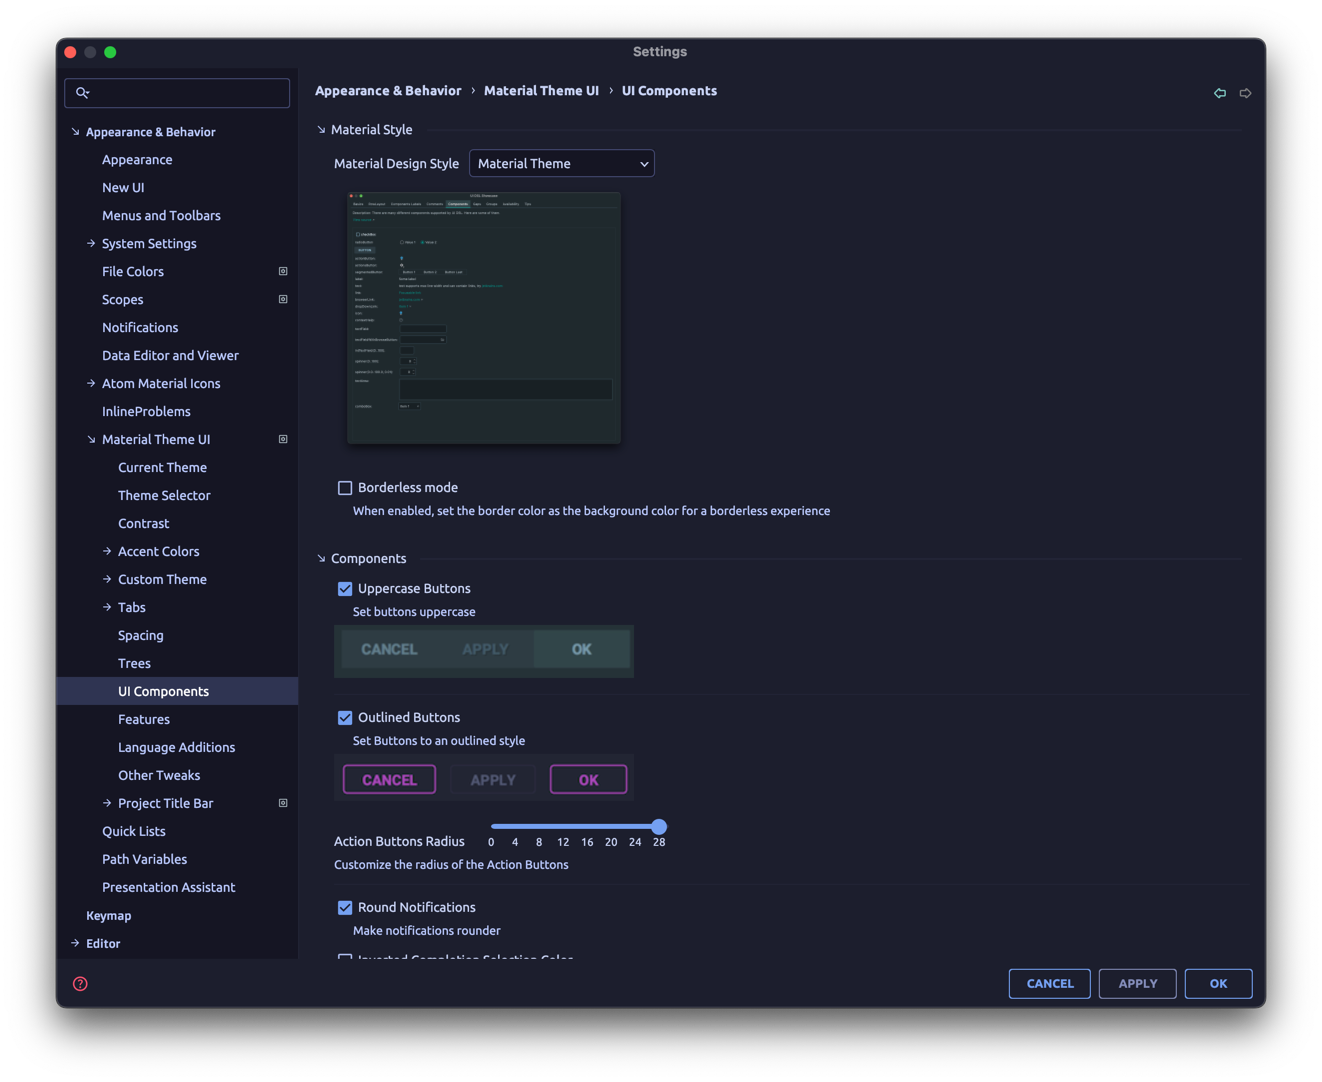 Settings
Appearance & Behavior
Appearance
New UI
Menus and Toolbars
System Settings
File Colors
Scopes
Notifications
Data Editor and Viewer
Atom Material Icons
InlineProblems
Material Theme UI
Current Theme
Theme Selector
Contrast
Accent Colors
Custom Theme
Tabs
Spacing
Trees
UI Components
Features
Language Additions
Other Tweaks
Project Title Bar
Quick Lists
Path Variables
Presentation Assistant
Keymap
Editor
Appearance & Behavior › Material Theme UI › UI Components
Material Style
Material Design Style Material Theme
Borderless mode
When enabled, set the border color as the background color for a borderless experience
Components
Uppercase Buttons
Set buttons uppercase
CANCEL APPLY OK
Outlined Buttons
Set Buttons to an outlined style
CANCEL APPLY OK
Action Buttons Radius 0 4 8 12 16 20 24 28
Customize the radius of the Action Buttons
Round Notifications
Make notifications rounder
Inverted Completion Selection Color
CANCEL APPLY OK